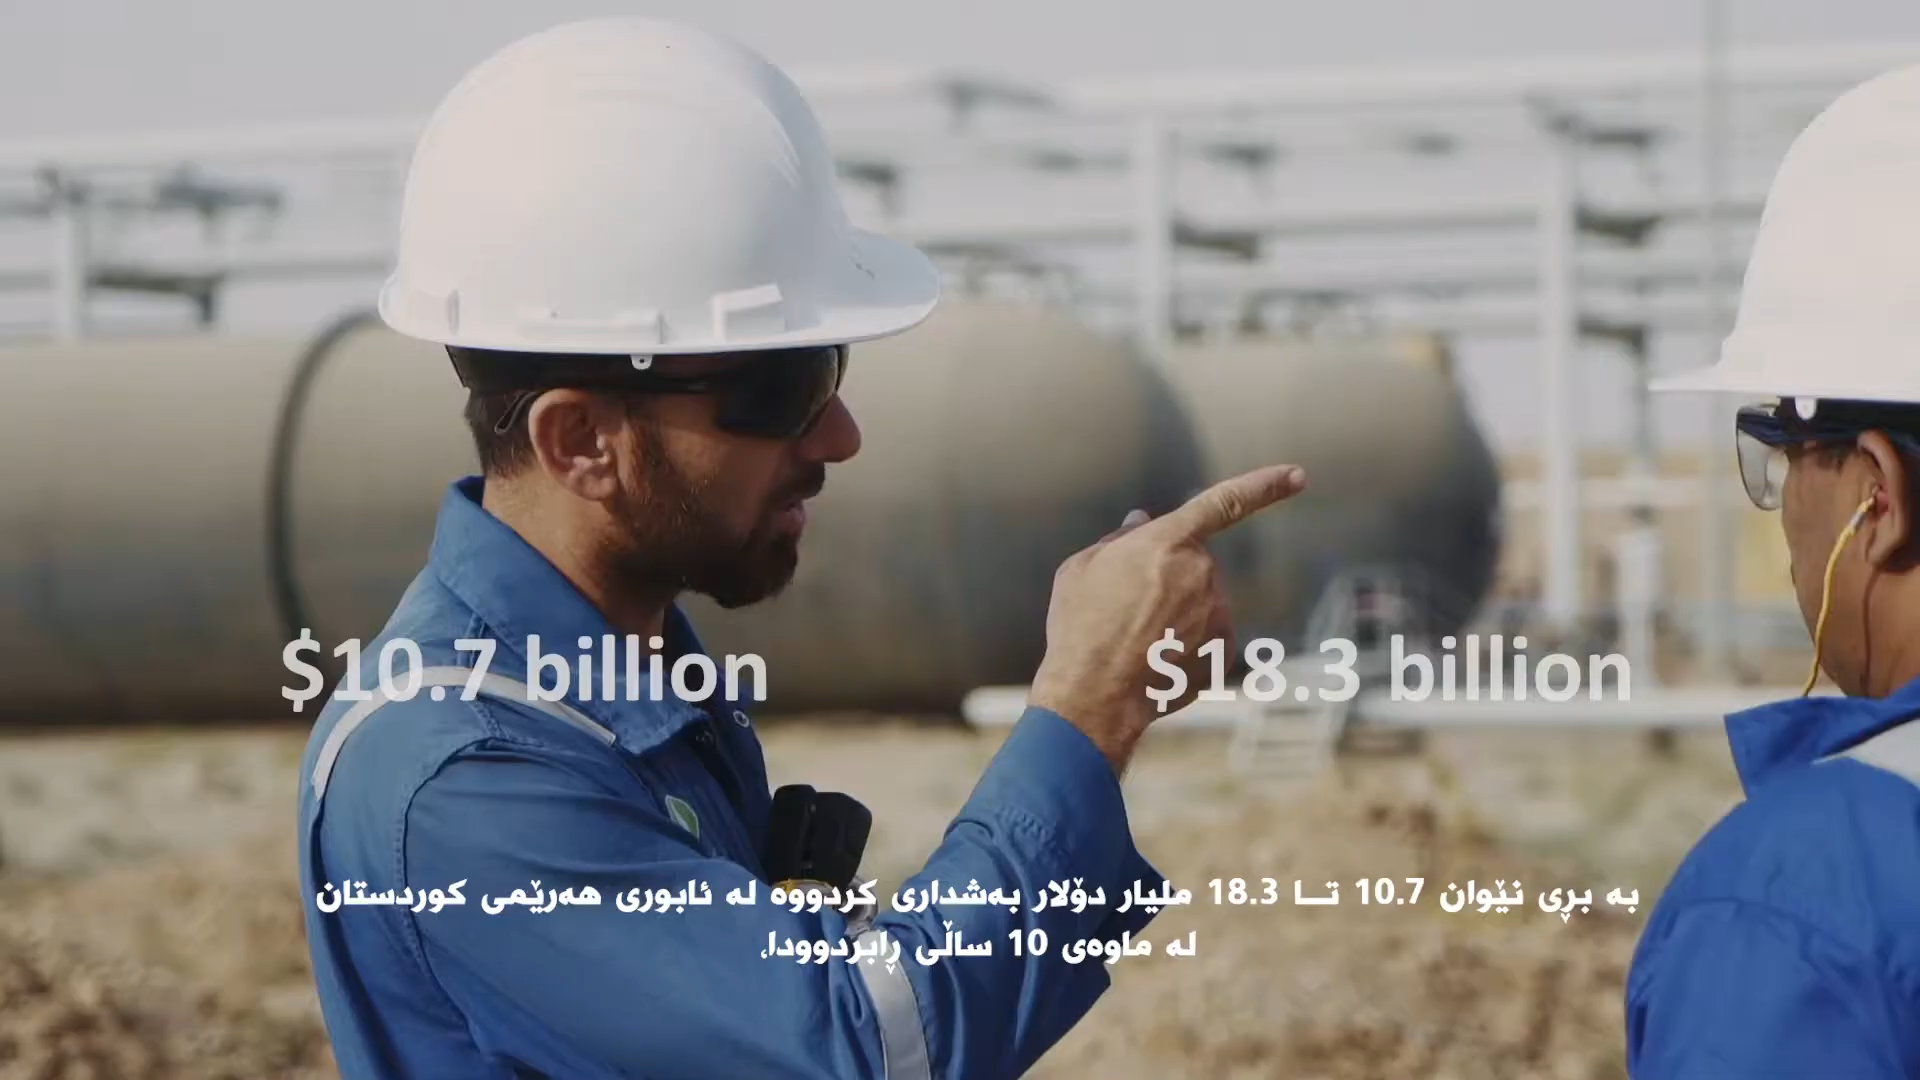 $10.7 billion
$18.3 billion
بە بڕی نێوان 10.7 تــا 18.3 ملیار دۆلار بەشداری کردووە لە ئابوری هەرێمی کوردستان
لە ماوەی 10 ساڵی ڕابردوودا،